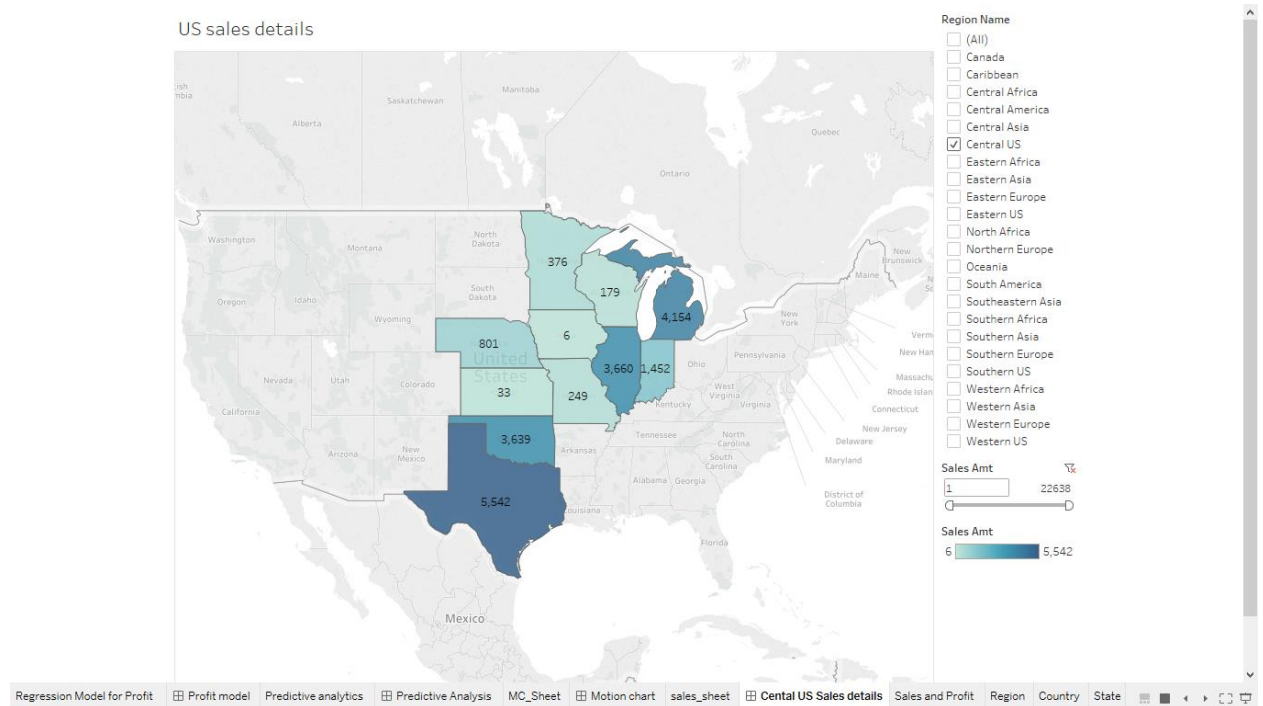 US sales details
Region Name
(All)
Canada
Caribbean
Central Africa
Central America
Central Asia
Central US
Eastern Africa
Eastern Asia
Eastern Europe
Eastern US
North Africa
Northern Europe
Oceania
South America
Southeastern Asia
Southern Africa
Southern Asia
Southern Europe
Southern US
Western Africa
Western Asia
Western Europe
Western US
Sales Amt
1 22638
Sales Amt
6 5,542
Manitoba
Saskatchewan
Alberta
Quebec
Ontario
Washington
Montana
North
Dakota
376
New
Brunswick
Maine
179
South
Dakota
Oregon
Idaho
Wyoming
4,154
New
York
801
6
United
States
Pennsylvania
Ohio
Nevada
Utah
Colorado
33
249
3,660
1,452
West
Virginia
Virginia
Kentucky
Massachu
Rhode Islan
Connecticut
New Jersey
Delaware
Maryland
District of
Columbia
California
Arizona
New
Mexico
3,639
Arkansas
Tennessee
North
Carolina
South
Carolina
Alabama
Georgia
5,542
Florida
Mexico
Regression Model for Profit Profit model Predictive analytics Predictive Analysis MC_Sheet Motion chart sales_sheet Cental US Sales details Sales and Profit Region Country State